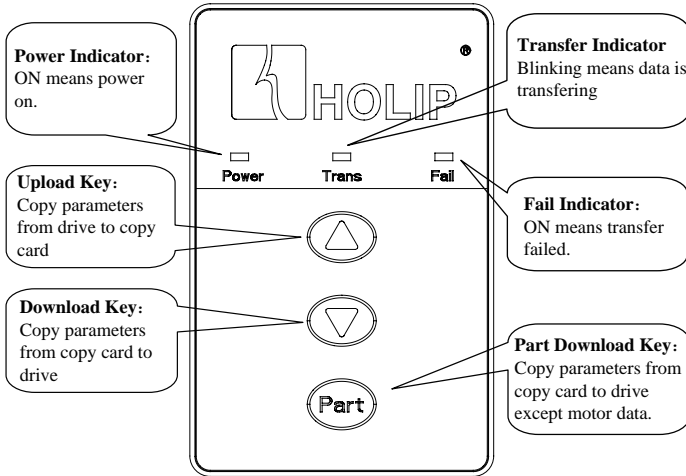 Power Indicator：
ON means power
on.
®
HOLIP
Transfer Indicator
Blinking means data is
transfering
Power
Trans
Fail
Upload Key：
Copy parameters
from drive to copy
card
Fail Indicator：
ON means transfer
failed.
Download Key：
Copy parameters
from copy card to
drive
Part Download Key：
Copy parameters from
copy card to drive
except motor data.
Part